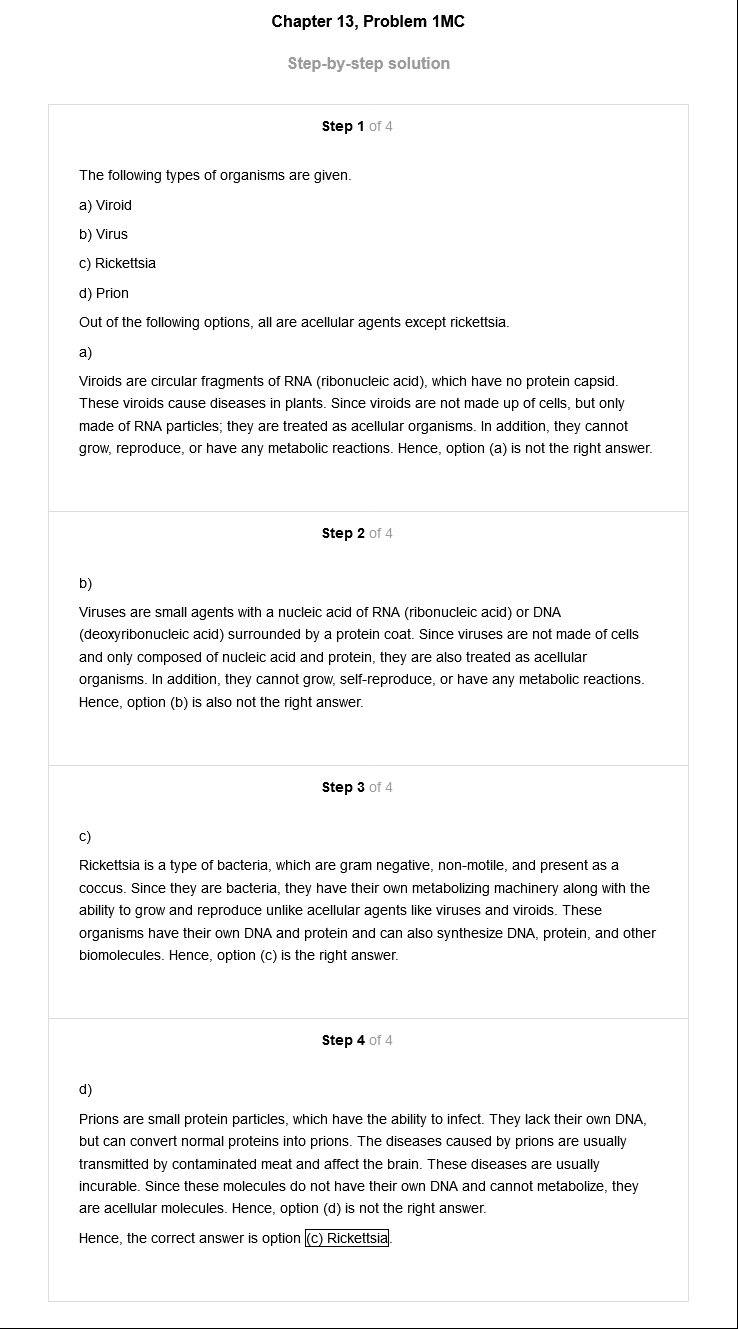 Chapter 13, Problem 1MC
Step-by-step solution
Step 1 of 4
The following types of organisms are given.
a) Viroid
b) Virus
c) Rickettsia
d) Prion
Out of the following options, all are acellular agents except rickettsia.
a)
Viroids are circular fragments of RNA (ribonucleic acid), which have no protein capsid.
These viroids cause diseases in plants. Since viroids are not made up of cells, but only
made of RNA particles; they are treated as acellular organisms. In addition, they cannot
grow, reproduce, or have any metabolic reactions. Hence, option (a) is not the right answer.
Step 2 of 4
b)
Viruses are small agents with a nucleic acid of RNA (ribonucleic acid) or DNA
(deoxyribonucleic acid) surrounded by a protein coat. Since viruses are not made of cells
and only composed of nucleic acid and protein, they are also treated as acellular
organisms. In addition, they cannot grow, self-reproduce, or have any metabolic reactions.
Hence, option (b) is also not the right answer.
Step 3 of 4
c)
Rickettsia is a type of bacteria, which are gram negative, non-motile, and present as a
coccus. Since they are bacteria, they have their own metabolizing machinery along with the
ability to grow and reproduce unlike acellular agents like viruses and viroids. These
organisms have their own DNA and protein and can also synthesize DNA, protein, and other
biomolecules. Hence, option (c) is the right answer.
Step 4 of 4
d)
Prions are small protein particles, which have the ability to infect. They lack their own DNA,
but can convert normal proteins into prions. The diseases caused by prions are usually
transmitted by contaminated meat and affect the brain. These diseases are usually
incurable. Since these molecules do not have their own DNA and cannot metabolize, they
are acellular molecules. Hence, option (d) is not the right answer.
Hence, the correct answer is option (c) Rickettsia.